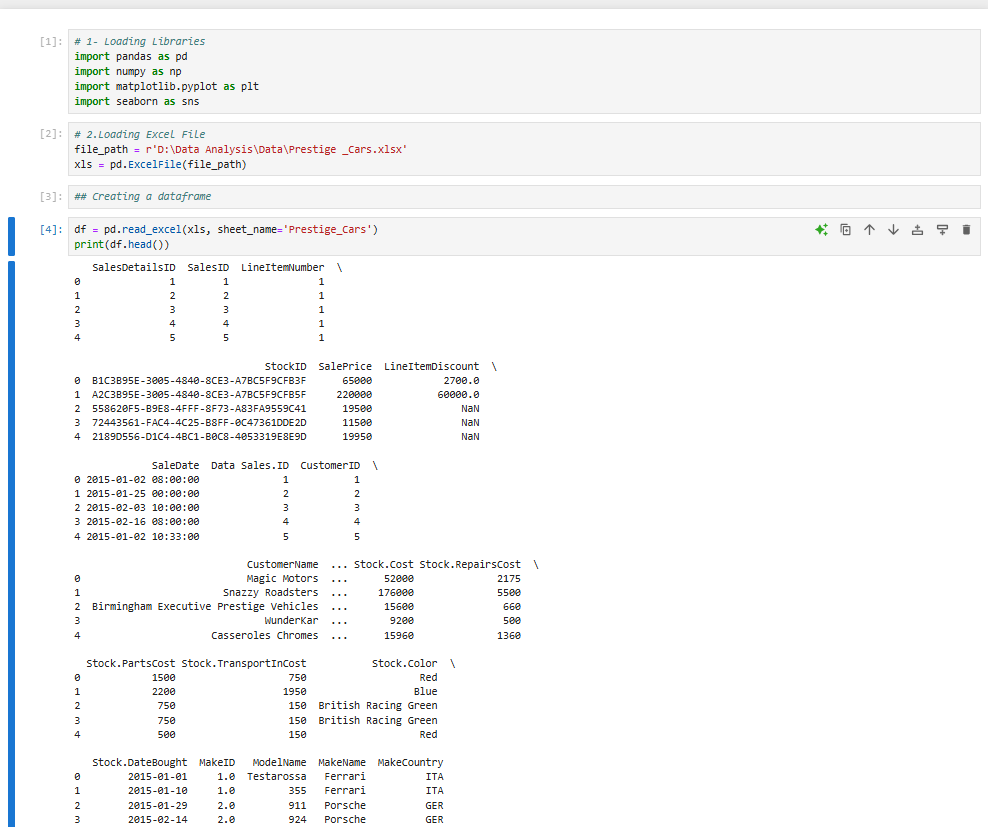 [1]: # 1- Loading Libraries
import pandas as pd
import numpy as np
import matplotlib.pyplot as plt
import seaborn as sns
[2]: # 2.Loading Excel File
file_path = r'D:\Data Analysis\Data\Prestige _Cars.xlsx'
xls = pd.ExcelFile(file_path)
[3]: ## Creating a dataframe
[4]: df = pd.read_excel(xls, sheet_name='Prestige_Cars')
print(df.head())
SalesDetailsID SalesID LineItemNumber \
0 1 1 1
1 2 2 1
2 3 3 1
3 4 4 1
4 5 5 1
StockID SalePrice LineItemDiscount \
0 B1C3B95E-3005-4840-8CE3-A7BC5F9CFB3F 65000 2700.0
1 A2C3B95E-3005-4840-8CE3-A7BC5F9CFB5F 220000 60000.0
2 558620F5-B9E8-4FFF-8F73-A83FA9559C41 19500 NaN
3 72443561-FAC4-4C25-B8FF-0C47361DDE2D 11500 NaN
4 2189D556-D1C4-4BC1-B0C8-4053319E8E9D 19950 NaN
SaleDate Data Sales.ID CustomerID \
0 2015-01-02 08:00:00 1 1
1 2015-01-25 00:00:00 2 2
2 2015-02-03 10:00:00 3 3
3 2015-02-16 08:00:00 4 4
4 2015-01-02 10:33:00 5 5
CustomerName ... Stock.Cost Stock.RepairsCost \
0 Magic Motors ... 52000 2175
1 Snazzy Roadsters ... 176000 5500
2 Birmingham Executive Prestige Vehicles ... 15600 660
3 WunderKar ... 9200 500
4 Casseroles Chromes ... 15960 1360
Stock.PartsCost Stock.TransportInCost Stock.Color \
0 1500 750 Red
1 2200 1950 Blue
2 750 150 British Racing Green
3 750 150 British Racing Green
4 500 150 Red
Stock.DateBought MakeID ModelName MakeName MakeCountry
0 2015-01-01 1.0 Testarossa Ferrari ITA
1 2015-01-10 1.0 355 Ferrari ITA
2 2015-01-29 2.0 911 Porsche GER
3 2015-02-14 2.0 924 Porsche GER